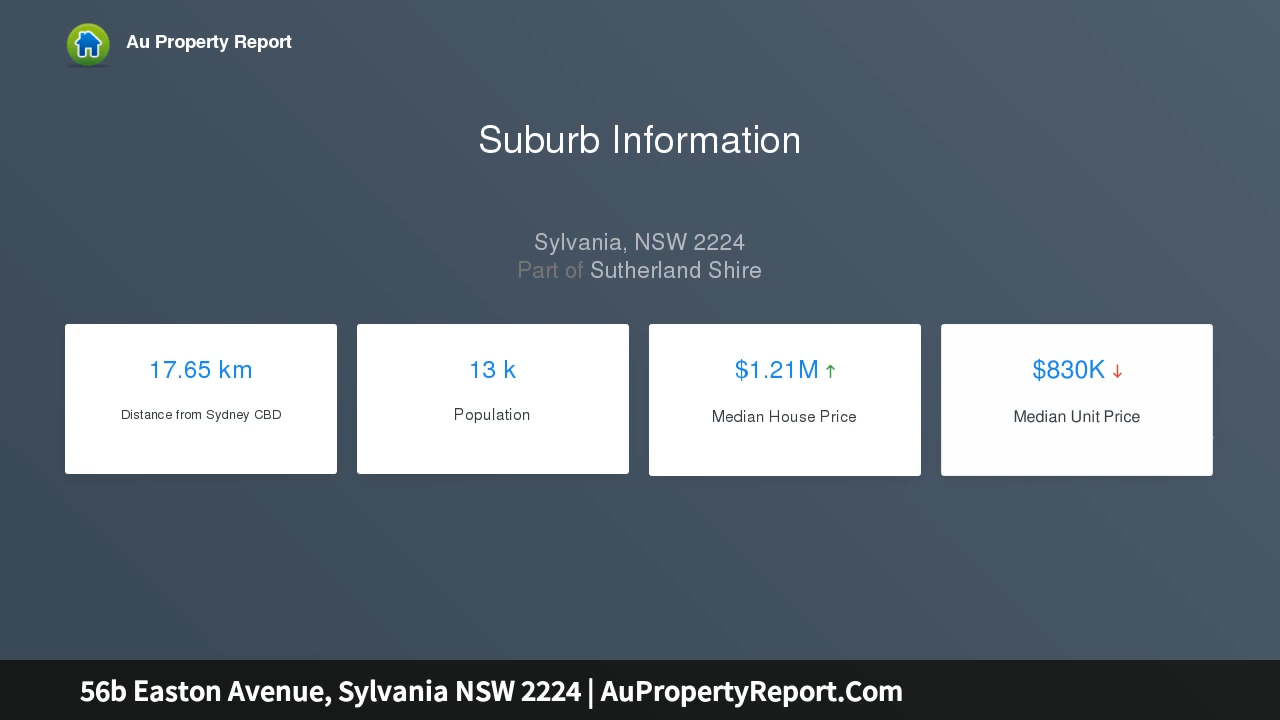 Au Property Report
Suburb Information
Sylvania, NSW 2224
Part of Sutherland Shire
17.65 km
Distance from Sydney CBD
13 k
Population
$1.21M ↑
Median House Price
$830K ↓
Median Unit Price
56b Easton Avenue, Sylvania NSW 2224 | AuPropertyReport.Com